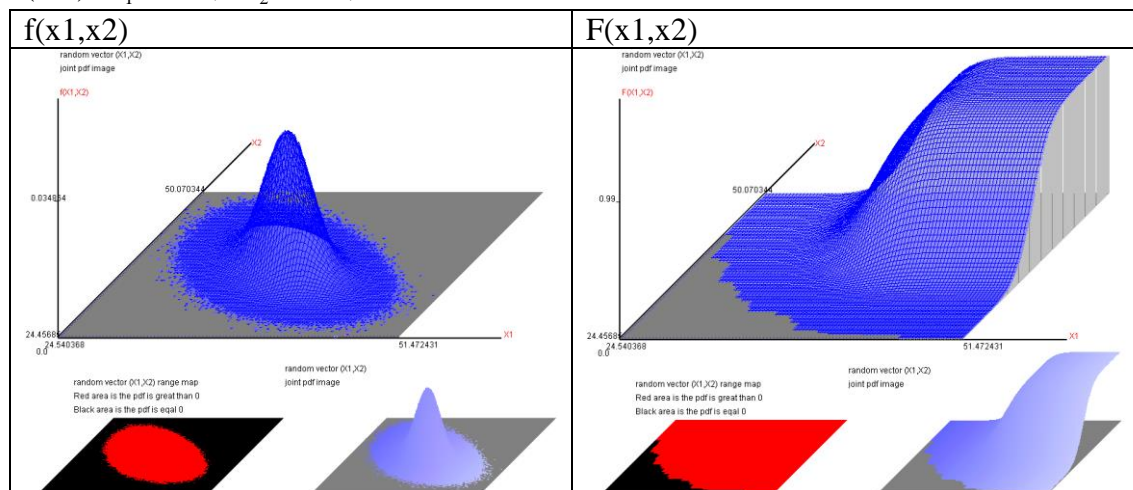 f(x1,x2)
random vector (X1,X2)
joint pdf image
f(X1,X2)
X2
50.070344
0.034864
24.4568
24.540368
0.0
51.472431
X1
random vector (X1,X2) range map
Red area is the pdf is great than 0
Black area is the pdf is eqal 0
random vector (X1,X2)
joint pdf image
F(x1,x2)
random vector (X1,X2)
joint pdf image
F(X1,X2)
X2
50.070344
0.99
24.4568
24.540368
0.0
51.472431
X1
random vector (X1,X2) range map
Red area is the pdf is great than 0
Black area is the pdf is eqal 0
random vector (X1,X2)
joint pdf image